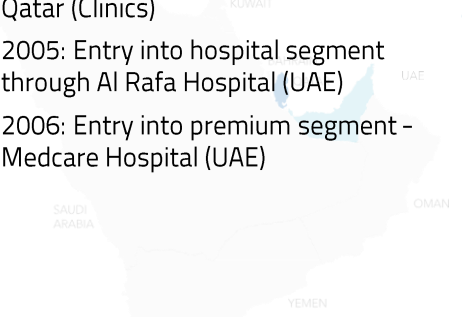 Qatar (Clinics)
KUWAIT
2005: Entry into hospital segment
through Al Rafa Hospital (UAE)
UAE
2006: Entry into premium segment -
Medcare Hospital (UAE)
SAUDI
ARABIA
OMAN
YEMEN